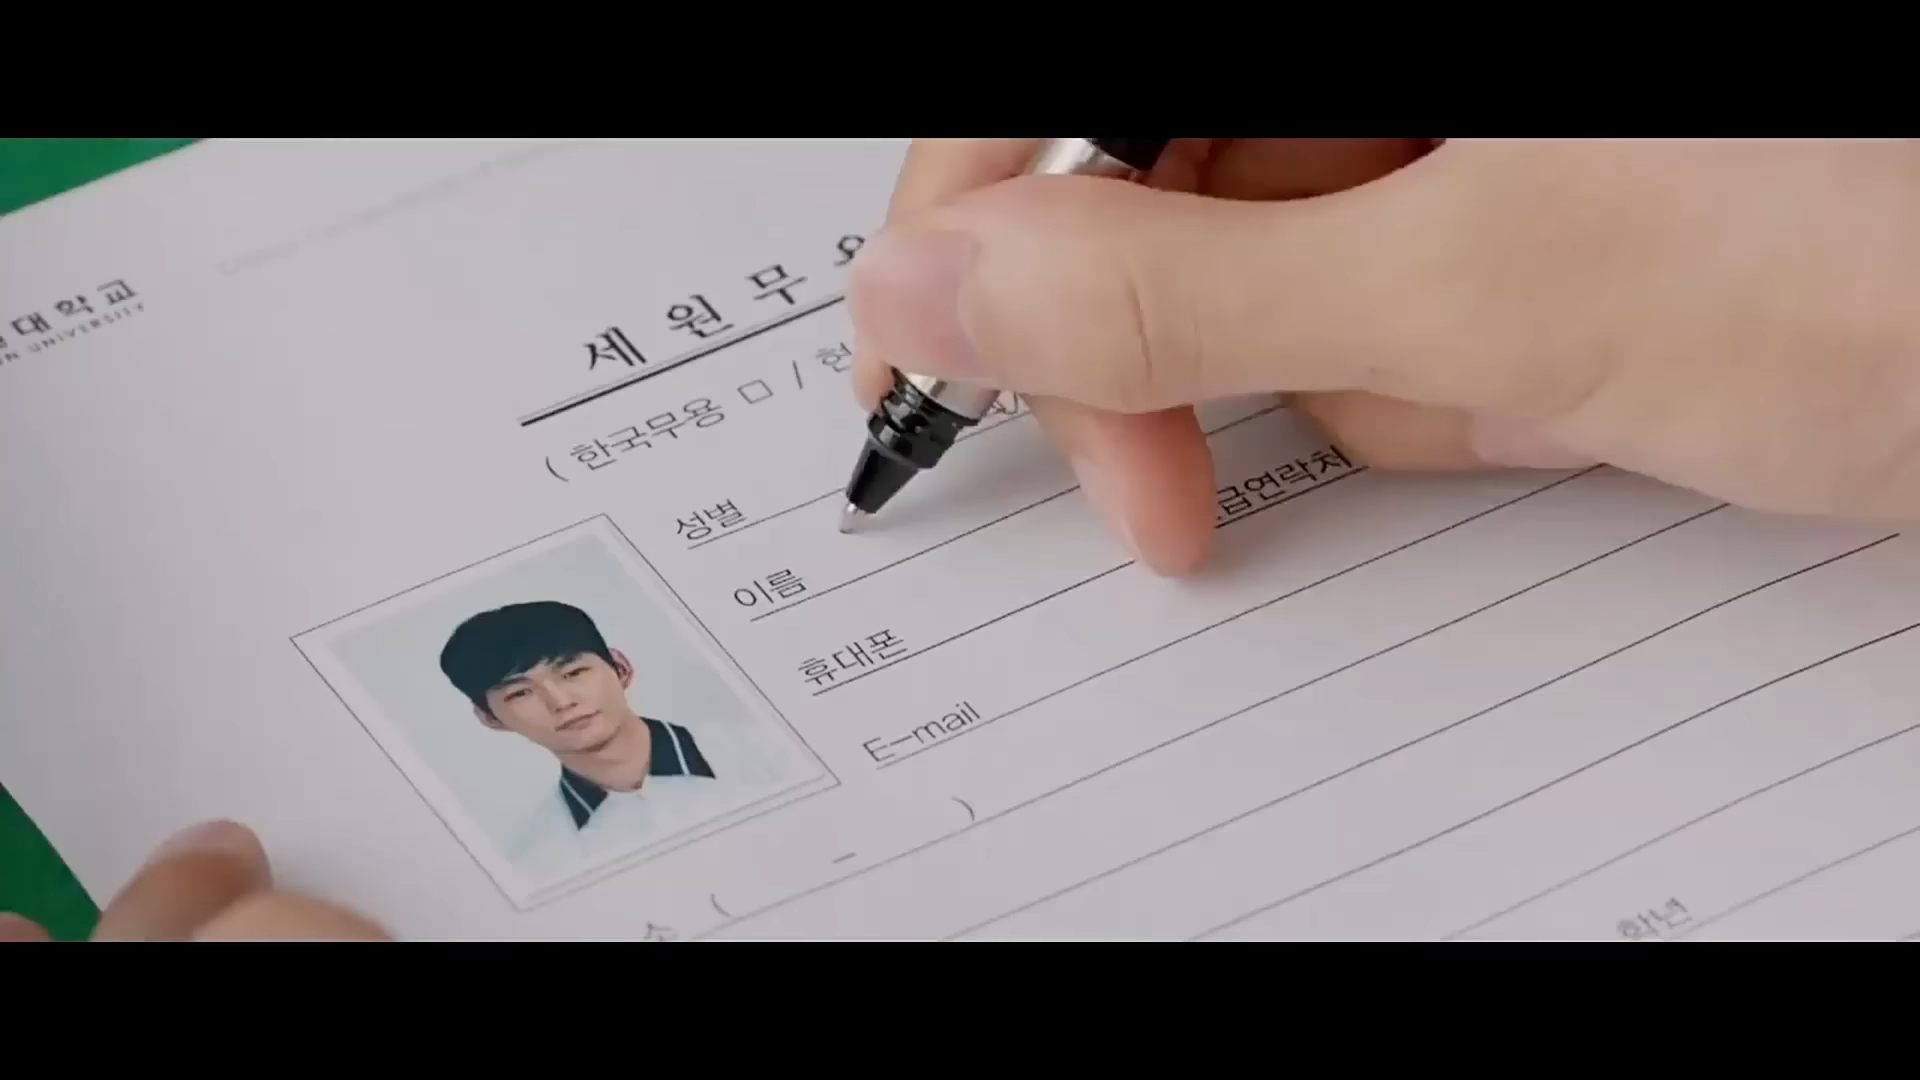 대학교
UNIVERSITY
세원무
( 한국무용 □ / 현
성별
이름
급연락처
휴대폰
E-mail
( - )
소
학년